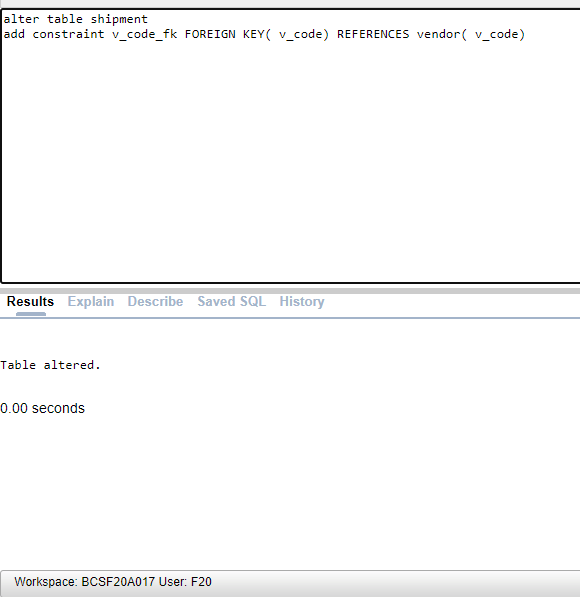 alter table shipment
add constraint v_code_fk FOREIGN KEY( v_code) REFERENCES vendor( v_code)
Results Explain Describe Saved SQL History
Table altered.
0.00 seconds
Workspace: BCSF20A017 User: F20